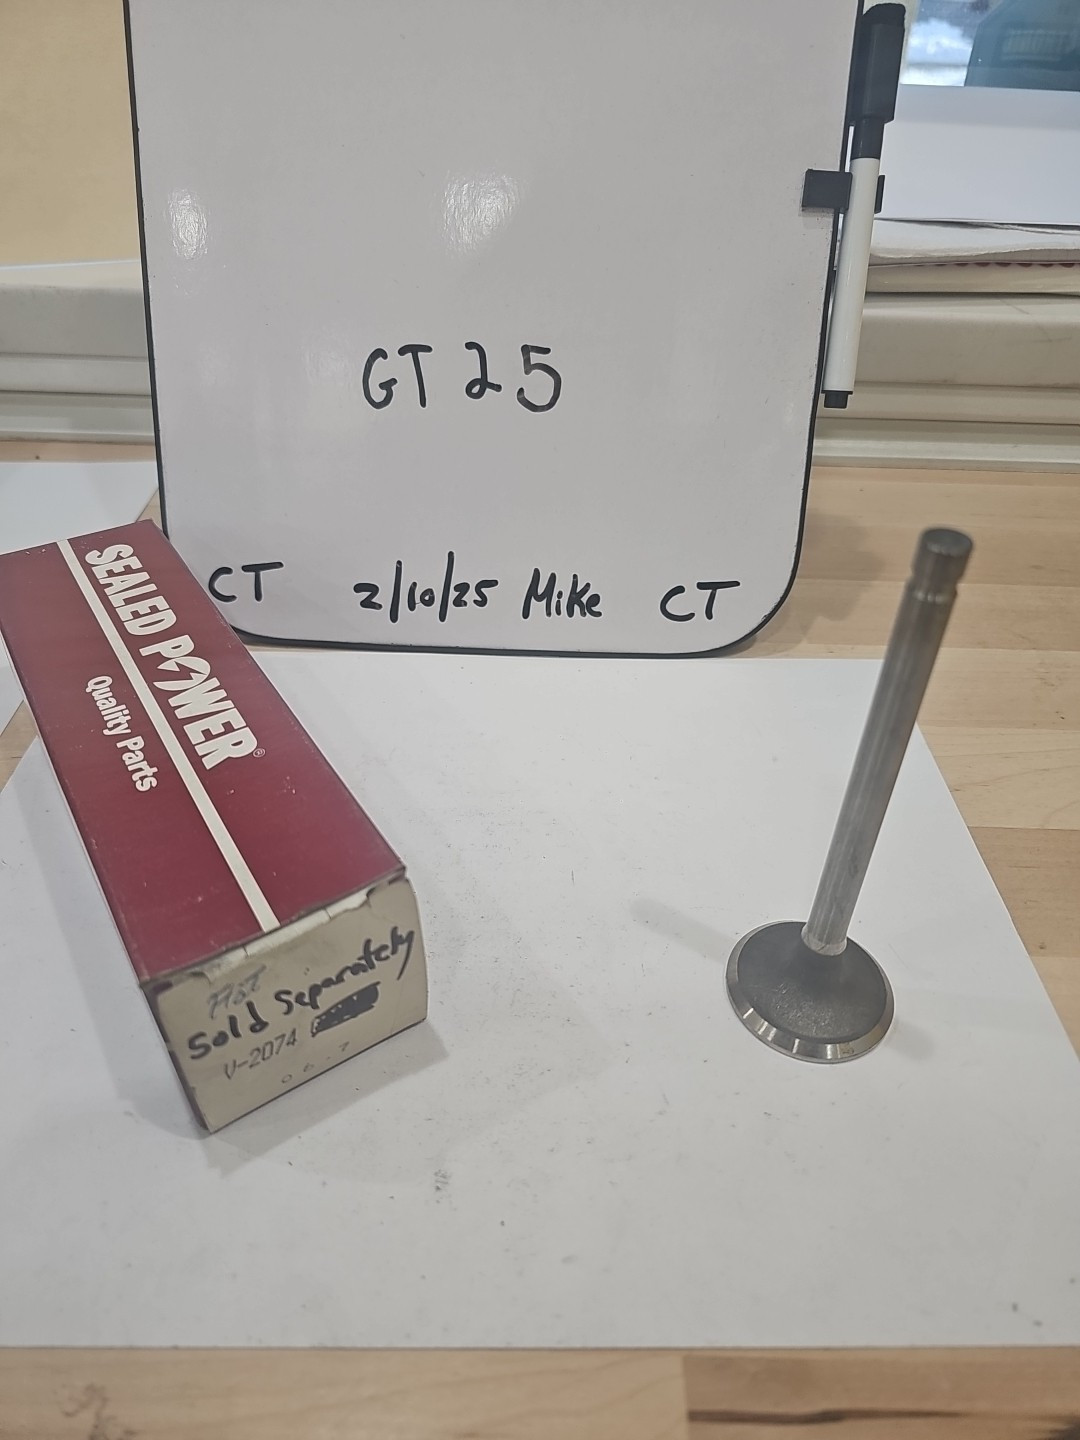 GT 25
CT 2/10/25 Mike CT
SEALED POWER®
Quality Parts
Sold Separately
V-2074